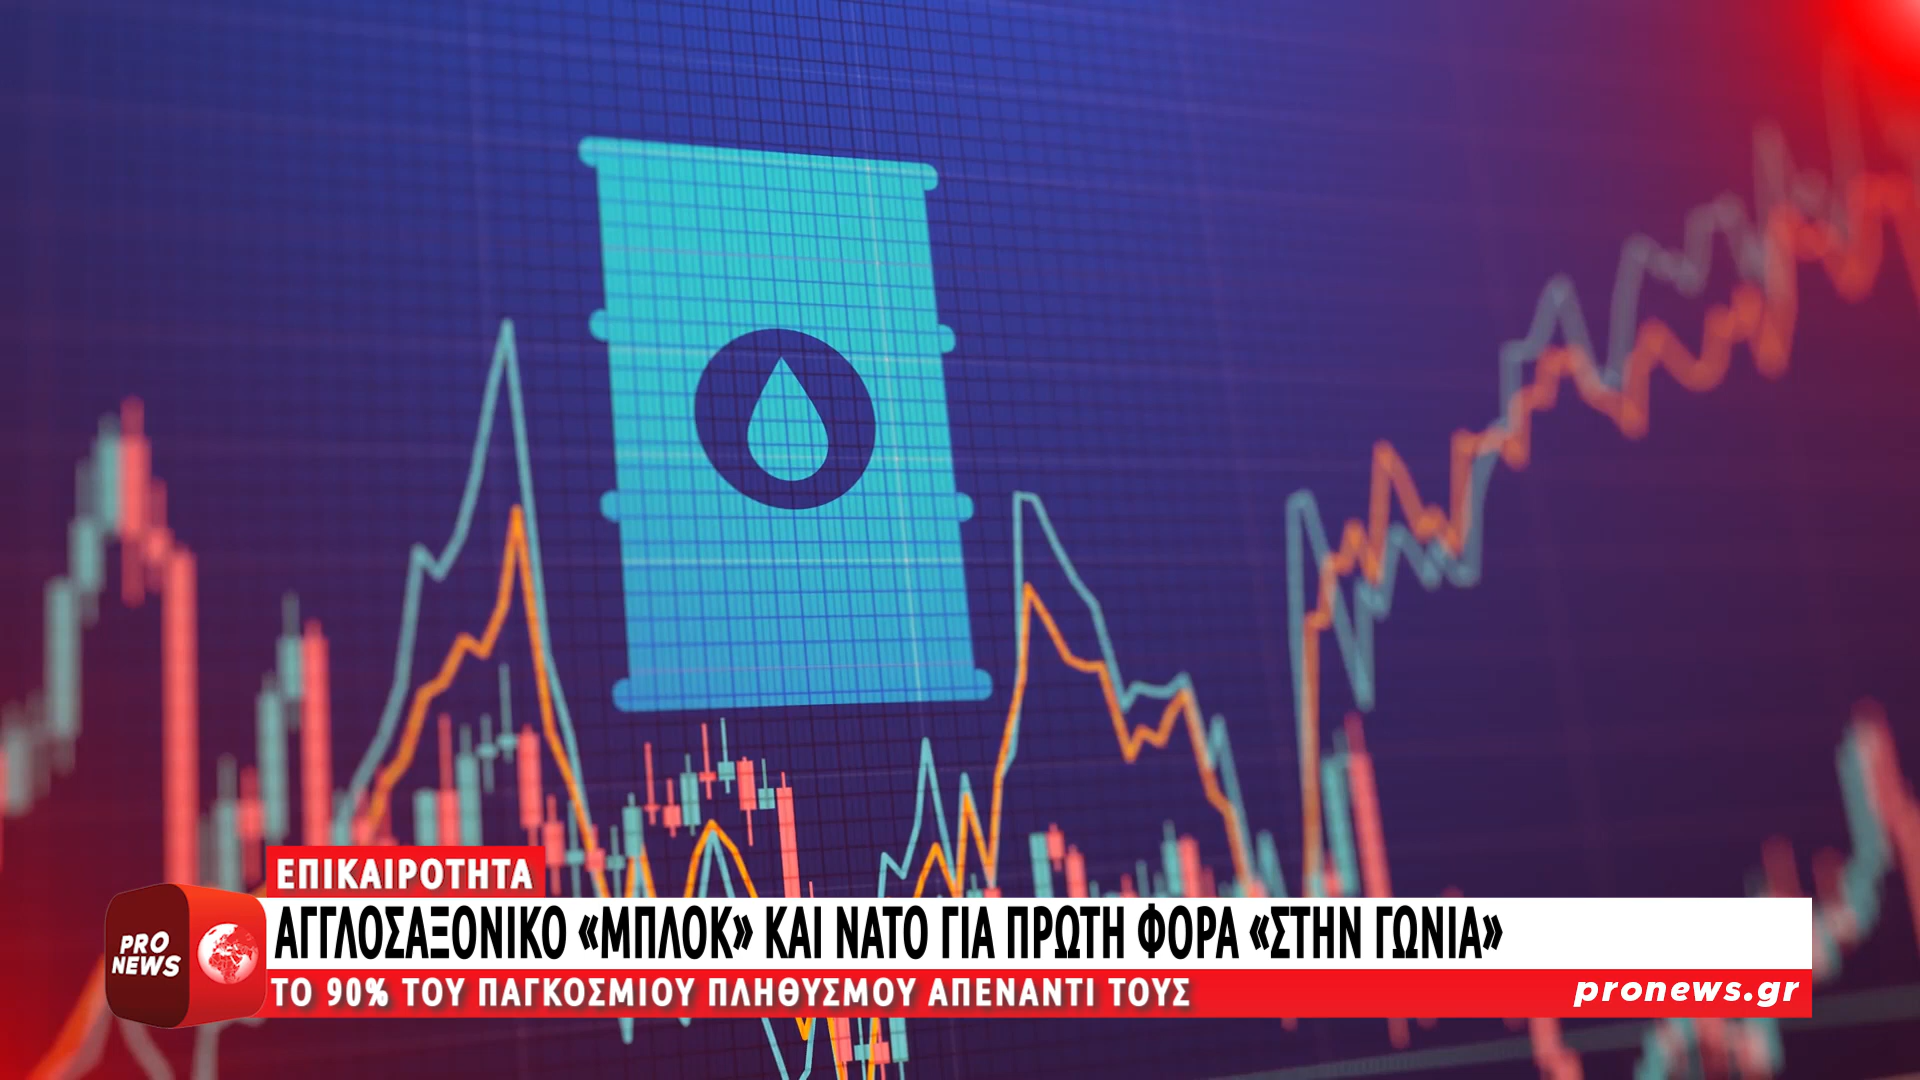 ΕΠΙΚΑΙΡΟΤΗΤΑ
ΑΓΓΛΟΣΑΞΟΝΙΚΟ «ΜΠΛΟΚ» ΚΑΙ ΝΑΤΟ ΓΙΑ ΠΡΩΤΗ ΦΟΡΑ «ΣΤΗΝ ΓΩΝΙΑ»
PRO
NEWS
ΤΟ 90% ΤΟΥ ΠΑΓΚΟΣΜΙΟΥ ΠΛΗΘΥΣΜΟΥ ΑΠΕΝΑΝΤΙ ΤΟΥΣ
pronews.gr